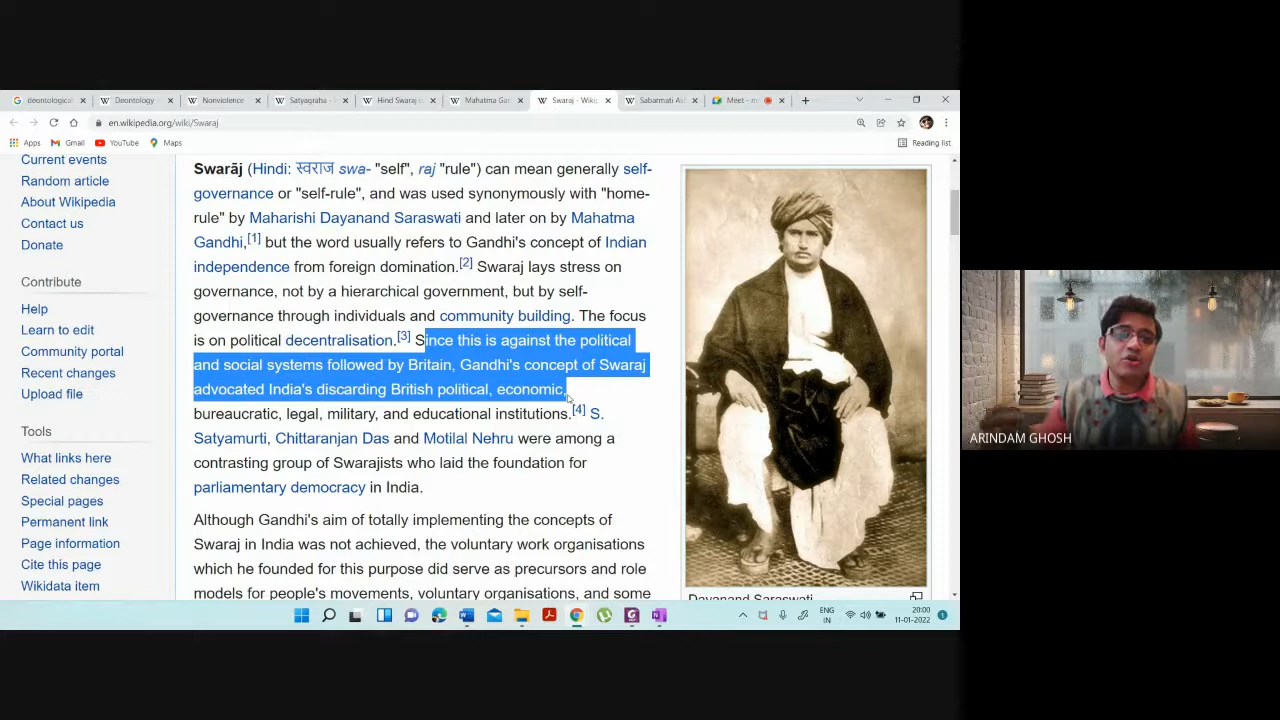 deontological
Deontology -
Nonviolence
Satyagraha - W
Hind Swaraj o
Mahatma Gan
Swaraj - Wikip
Sabarmati Ash
Meet - m
en.wikipedia.org/wiki/Swaraj
Apps
Gmail
YouTube
Maps
Reading list
Current events
Random article
About Wikipedia
Contact us
Donate
Contribute
Help
Learn to edit
Community portal
Recent changes
Upload file
Tools
What links here
Related changes
Special pages
Permanent link
Page information
Cite this page
Wikidata item
Swarāj (Hindi: स्वराज swa- "self", raj "rule") can mean generally self-
governance or "self-rule", and was used synonymously with "home-
rule" by Maharishi Dayanand Saraswati and later on by Mahatma
Gandhi,[1] but the word usually refers to Gandhi's concept of Indian
independence from foreign domination.[2] Swaraj lays stress on
governance, not by a hierarchical government, but by self-
governance through individuals and community building. The focus
is on political decentralisation.[3] Since this is against the political
and social systems followed by Britain, Gandhi's concept of Swaraj
advocated India's discarding British political, economic,
bureaucratic, legal, military, and educational institutions.[4] S.
Satyamurti, Chittaranjan Das and Motilal Nehru were among a
contrasting group of Swarajists who laid the foundation for
parliamentary democracy in India.
Although Gandhi's aim of totally implementing the concepts of
Swaraj in India was not achieved, the voluntary work organisations
which he founded for this purpose did serve as precursors and role
models for people's movements, voluntary organisations, and some
Dayanand Saraswati
ENG
IN
20:00
11-01-2022
ARINDAM GHOSH